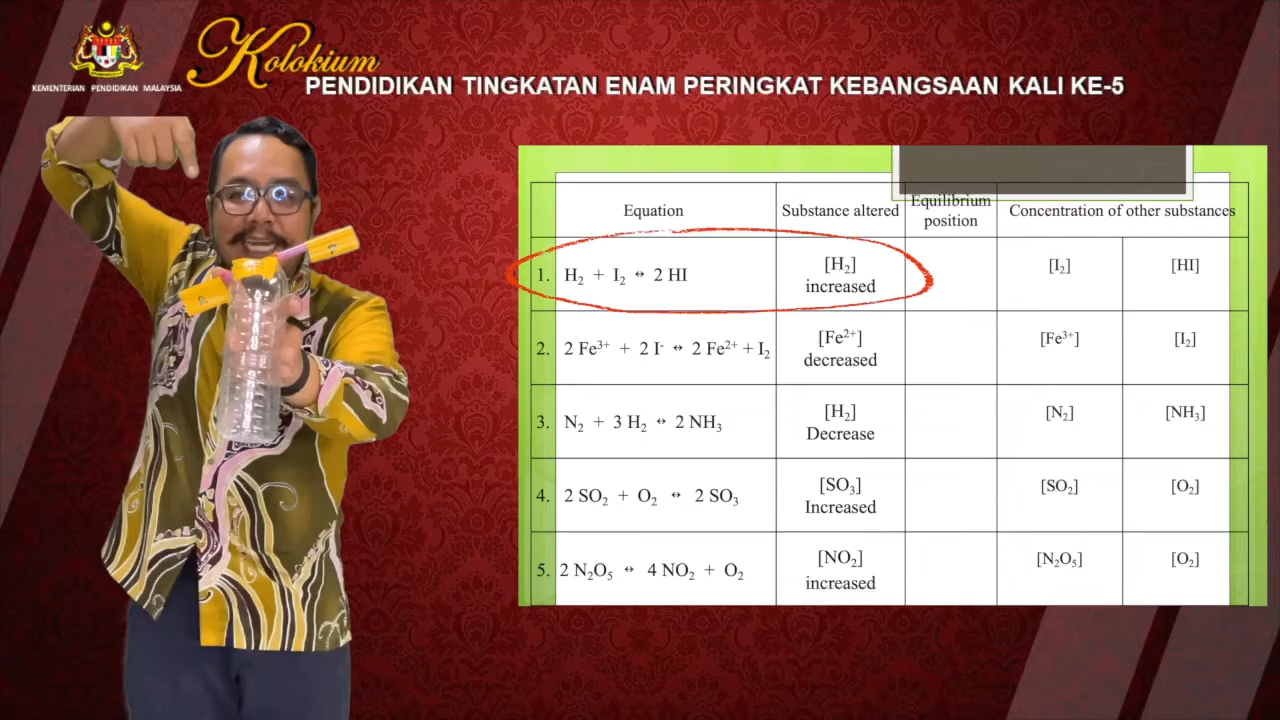 KEMENTERIAN PENDIDIKAN MALAYSIA
Kolokium
PENDIDIKAN TINGKATAN ENAM PERINGKAT KEBANGSAAN KALI KE-5
Equation
Substance altered
Equilibrium
position
Concentration of other substances
1. H₂ + I₂ ↔ 2 HI
[H₂]
increased
[I₂]
[HI]
2. 2 Fe³⁺ + 2 I⁻ ↔ 2 Fe²⁺ + I₂
[Fe²⁺]
decreased
[Fe³⁺]
[I₂]
3. N₂ + 3 H₂ ↔ 2 NH₃
[H₂]
Decrease
[N₂]
[NH₃]
4. 2 SO₂ + O₂ ↔ 2 SO₃
[SO₃]
Increased
[SO₂]
[O₂]
5. 2 N₂O₅ ↔ 4 NO₂ + O₂
[NO₂]
increased
[N₂O₅]
[O₂]